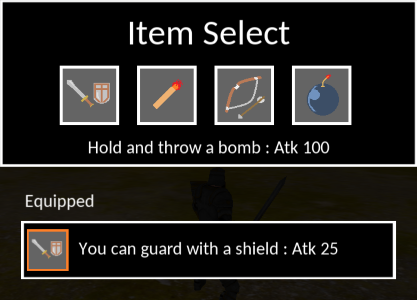 Item Select
Hold and throw a bomb : Atk 100
Equipped
You can guard with a shield : Atk 25